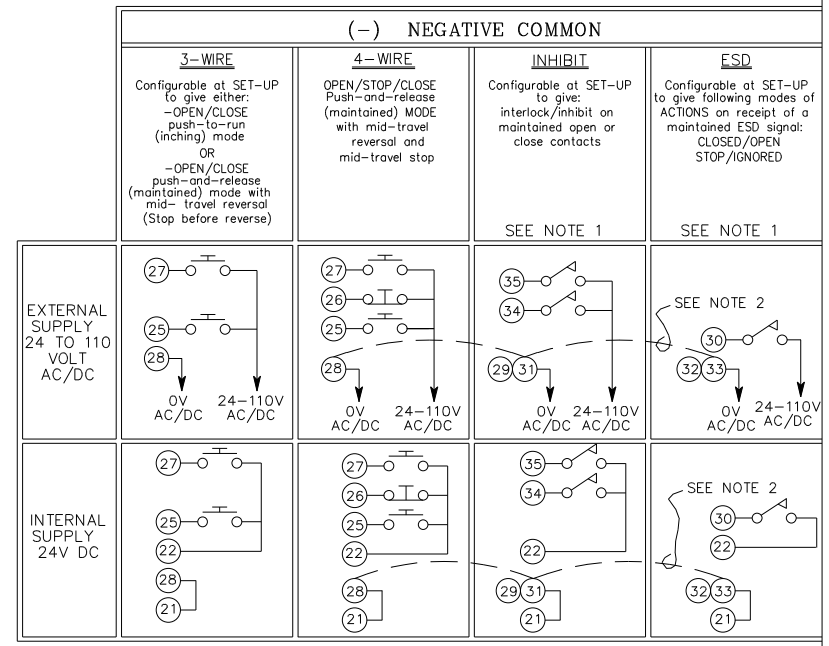 (-) NEGATIVE COMMON
3-WIRE
Configurable at SET-UP
to give either:
-OPEN/CLOSE
push-to-run
(inching) mode
OR
-OPEN/CLOSE
push-and-release
(maintained) mode with
mid- travel reversal
(Stop before reverse)
4-WIRE
OPEN/STOP/CLOSE
Push-and-release
(maintained) MODE
with mid-travel
reversal and
mid-travel stop
INHIBIT
Configurable at SET-UP
to give:
interlock/inhibit on
maintained open or
close contacts
SEE NOTE 1
ESD
Configurable at SET-UP
to give following modes of
ACTIONS on receipt of a
maintained ESD signal:
CLOSED/OPEN
STOP/IGNORED
SEE NOTE 1
EXTERNAL
SUPPLY
24 TO 110
VOLT
AC/DC
27
25
28
0V
AC/DC
24-110V
AC/DC
27
26
25
28
0V
AC/DC
24-110V
AC/DC
35
34
29 31
0V
AC/DC
24-110V
AC/DC
SEE NOTE 2
30
32 33
0V
AC/DC
24-110V
AC/DC
INTERNAL
SUPPLY
24V DC
27
25
22
28
21
27
26
25
22
28
21
35
34
22
29 31
21
SEE NOTE 2
30
22
32 33
21